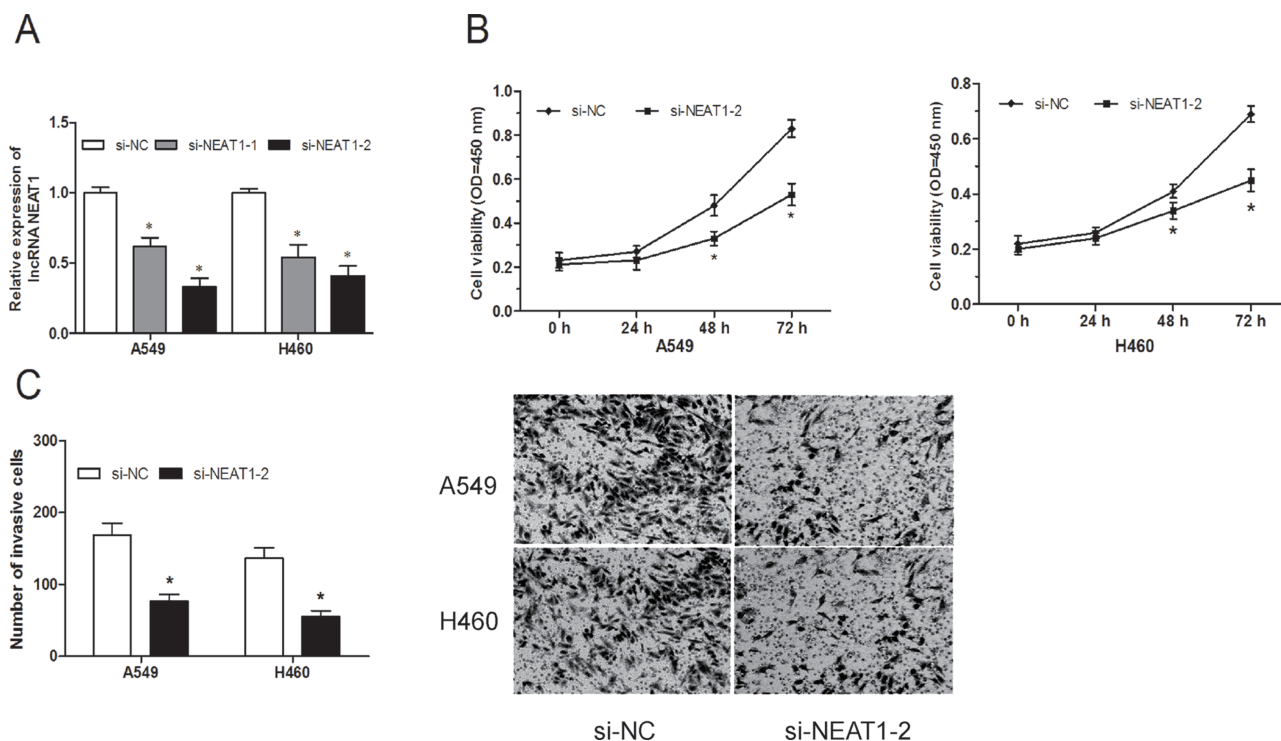 A
B
Relative expression of
lncRNA NEAT1
1.5
1.0
0.5
0.0
si-NC si-NEAT1-1 si-NEAT1-2
* * * *
A549 H460
Cell viability (OD=450 nm)
1.0
0.8
0.6
0.4
0.2
0.0
si-NC si-NEAT1-2
* *
0 h 24 h 48 h 72 h
A549
Cell viability (OD=450 nm)
0.8
0.6
0.4
0.2
0.0
si-NC si-NEAT1-2
* *
0 h 24 h 48 h 72 h
H460
C
Number of invasive cells
300
200
100
0
si-NC si-NEAT1-2
* *
A549 H460
A549
H460
si-NC si-NEAT1-2